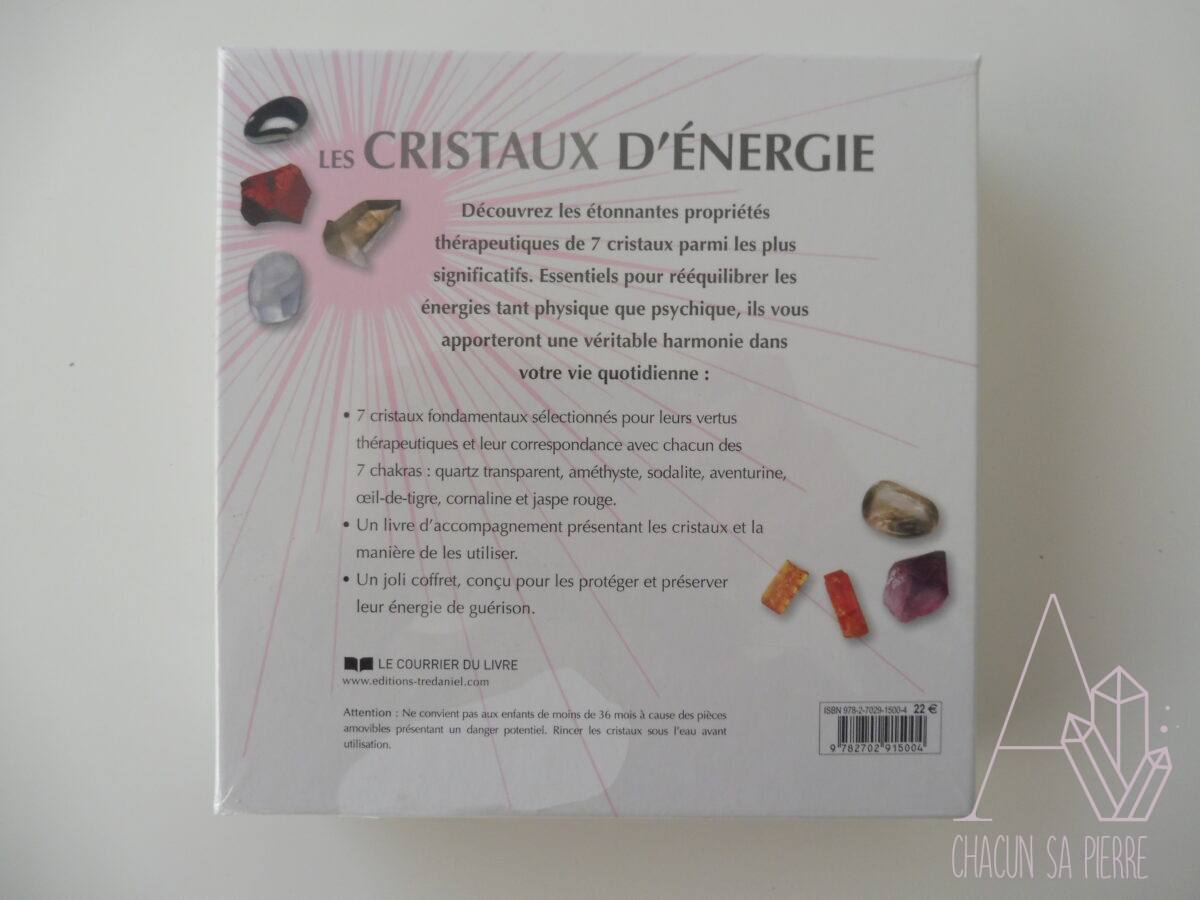 LES CRISTAUX D'ÉNERGIE
Découvrez les étonnantes propriétés
thérapeutiques de 7 cristaux parmi les plus
significatifs. Essentiels pour rééquilibrer les
énergies tant physique que psychique, ils vous
apporteront une véritable harmonie dans
votre vie quotidienne :
• 7 cristaux fondamentaux sélectionnés pour leurs vertus
thérapeutiques et leur correspondance avec chacun des
7 chakras : quartz transparent, améthyste, sodalite, aventurine,
œil-de-tigre, cornaline et jaspe rouge.
• Un livre d'accompagnement présentant les cristaux et la
manière de les utiliser.
• Un joli coffret, conçu pour les protéger et préserver
leur énergie de guérison.
LE COURRIER DU LIVRE
www.editions-tredaniel.com
Attention : Ne convient pas aux enfants de moins de 36 mois à cause des pièces
amovibles présentant un danger potentiel. Rincer les cristaux sous l'eau avant
utilisation.
ISBN 978-2-7029-1500-4 22 €
9 782702 915004
A
CHACUN SA PIERRE